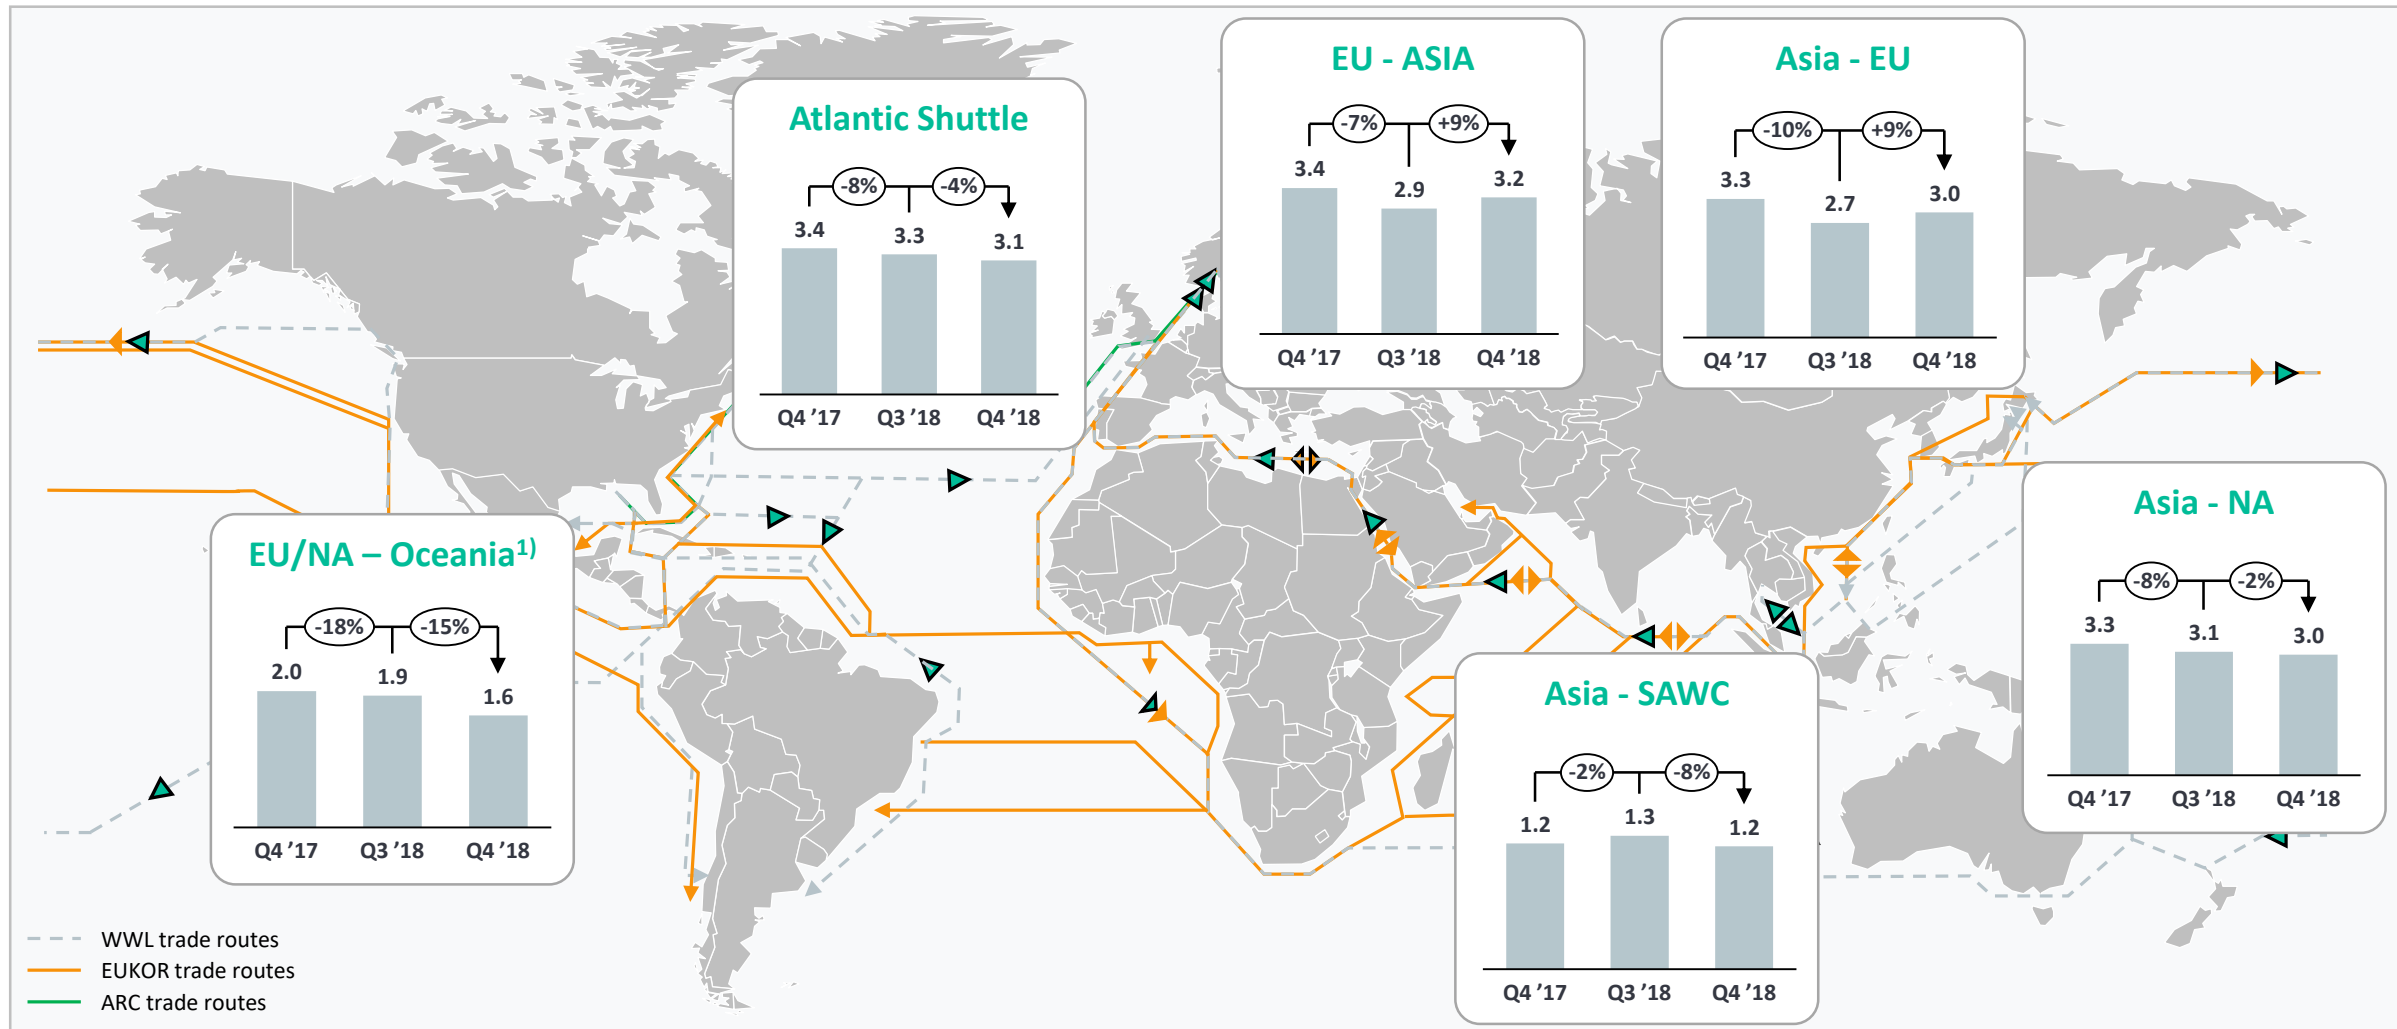 EU - ASIA
-7% +9%
3.4 2.9 3.2
Q4 ’17 Q3 ’18 Q4 ’18
Asia - EU
-10% +9%
3.3 2.7 3.0
Q4 ’17 Q3 ’18 Q4 ’18
Atlantic Shuttle
-8% -4%
3.4 3.3 3.1
Q4 ’17 Q3 ’18 Q4 ’18
EU/NA – Oceania1)
-18% -15%
2.0 1.9 1.6
Q4 ’17 Q3 ’18 Q4 ’18
Asia - NA
-8% -2%
3.3 3.1 3.0
Q4 ’17 Q3 ’18 Q4 ’18
Asia - SAWC
-2% -8%
1.2 1.3 1.2
Q4 ’17 Q3 ’18 Q4 ’18
WWL trade routes
EUKOR trade routes
ARC trade routes